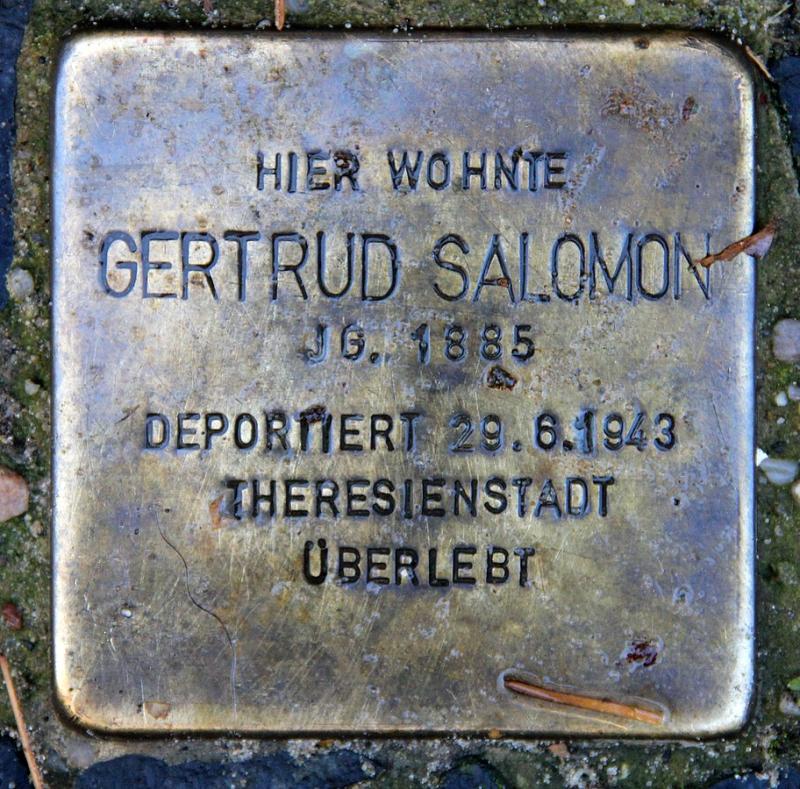 HIER WOHNTE
GERTRUD SALOMON
JG. 1885
DEPORTIERT 29.6.1943
THERESIENSTADT
ÜBERLEBT